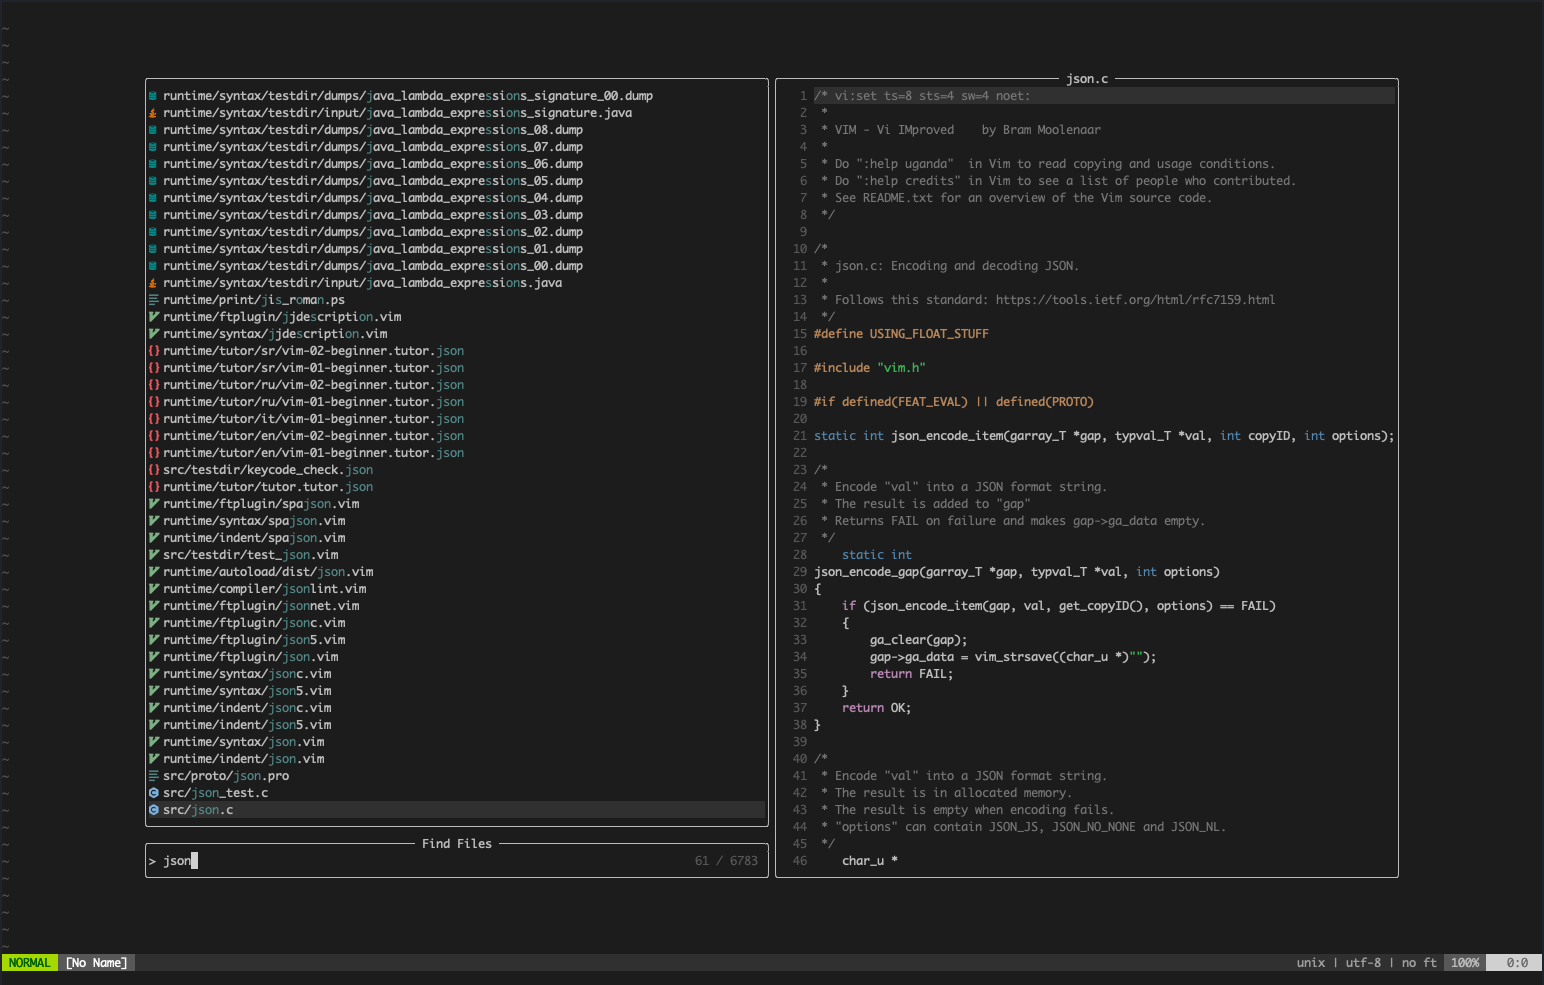 runtime/syntax/testdir/dumps/java_lambda_expressions_signature_00.dump
runtime/syntax/testdir/input/java_lambda_expressions_signature.java
runtime/syntax/testdir/dumps/java_lambda_expressions_08.dump
runtime/syntax/testdir/dumps/java_lambda_expressions_07.dump
runtime/syntax/testdir/dumps/java_lambda_expressions_06.dump
runtime/syntax/testdir/dumps/java_lambda_expressions_05.dump
runtime/syntax/testdir/dumps/java_lambda_expressions_04.dump
runtime/syntax/testdir/dumps/java_lambda_expressions_03.dump
runtime/syntax/testdir/dumps/java_lambda_expressions_02.dump
runtime/syntax/testdir/dumps/java_lambda_expressions_01.dump
runtime/syntax/testdir/dumps/java_lambda_expressions_00.dump
runtime/syntax/testdir/input/java_lambda_expressions.java
runtime/print/jis_roman.ps
runtime/ftplugin/jjdescription.vim
runtime/syntax/jjdescription.vim
runtime/tutor/sr/vim-02-beginner.tutor.json
runtime/tutor/sr/vim-01-beginner.tutor.json
runtime/tutor/ru/vim-02-beginner.tutor.json
runtime/tutor/ru/vim-01-beginner.tutor.json
runtime/tutor/it/vim-01-beginner.tutor.json
runtime/tutor/en/vim-02-beginner.tutor.json
runtime/tutor/en/vim-01-beginner.tutor.json
src/testdir/keycode_check.json
runtime/tutor/tutor.tutor.json
runtime/ftplugin/spajson.vim
runtime/syntax/spajson.vim
runtime/indent/spajson.vim
src/testdir/test_json.vim
runtime/autoload/dist/json.vim
runtime/compiler/jsonlint.vim
runtime/ftplugin/jsonnet.vim
runtime/ftplugin/jsonc.vim
runtime/ftplugin/json5.vim
runtime/ftplugin/json.vim
runtime/syntax/jsonc.vim
runtime/syntax/json5.vim
runtime/indent/jsonc.vim
runtime/indent/json5.vim
runtime/syntax/json.vim
runtime/indent/json.vim
src/proto/json.pro
src/json_test.c
src/json.c
Find Files
> json 61 / 6783
json.c
1 /* vi:set ts=8 sts=4 sw=4 noet:
2  *
3  * VIM - Vi IMproved    by Bram Moolenaar
4  *
5  * Do ":help uganda"  in Vim to read copying and usage conditions.
6  * Do ":help credits" in Vim to see a list of people who contributed.
7  * See README.txt for an overview of the Vim source code.
8  */
9
10 /*
11  * json.c: Encoding and decoding JSON.
12  *
13  * Follows this standard: https://tools.ietf.org/html/rfc7159.html
14  */
15 #define USING_FLOAT_STUFF
16
17 #include "vim.h"
18
19 #if defined(FEAT_EVAL) || defined(PROTO)
20
21 static int json_encode_item(garray_T *gap, typval_T *val, int copyID, int options);
22
23 /*
24  * Encode "val" into a JSON format string.
25  * The result is added to "gap"
26  * Returns FAIL on failure and makes gap->ga_data empty.
27  */
28     static int
29 json_encode_gap(garray_T *gap, typval_T *val, int options)
30 {
31     if (json_encode_item(gap, val, get_copyID(), options) == FAIL)
32     {
33         ga_clear(gap);
34         gap->ga_data = vim_strsave((char_u *)"");
35         return FAIL;
36     }
37     return OK;
38 }
39
40 /*
41  * Encode "val" into a JSON format string.
42  * The result is in allocated memory.
43  * The result is empty when encoding fails.
44  * "options" can contain JSON_JS, JSON_NO_NONE and JSON_NL.
45  */
46     char_u *
NORMAL [No Name] unix | utf-8 | no ft 100% 0:0